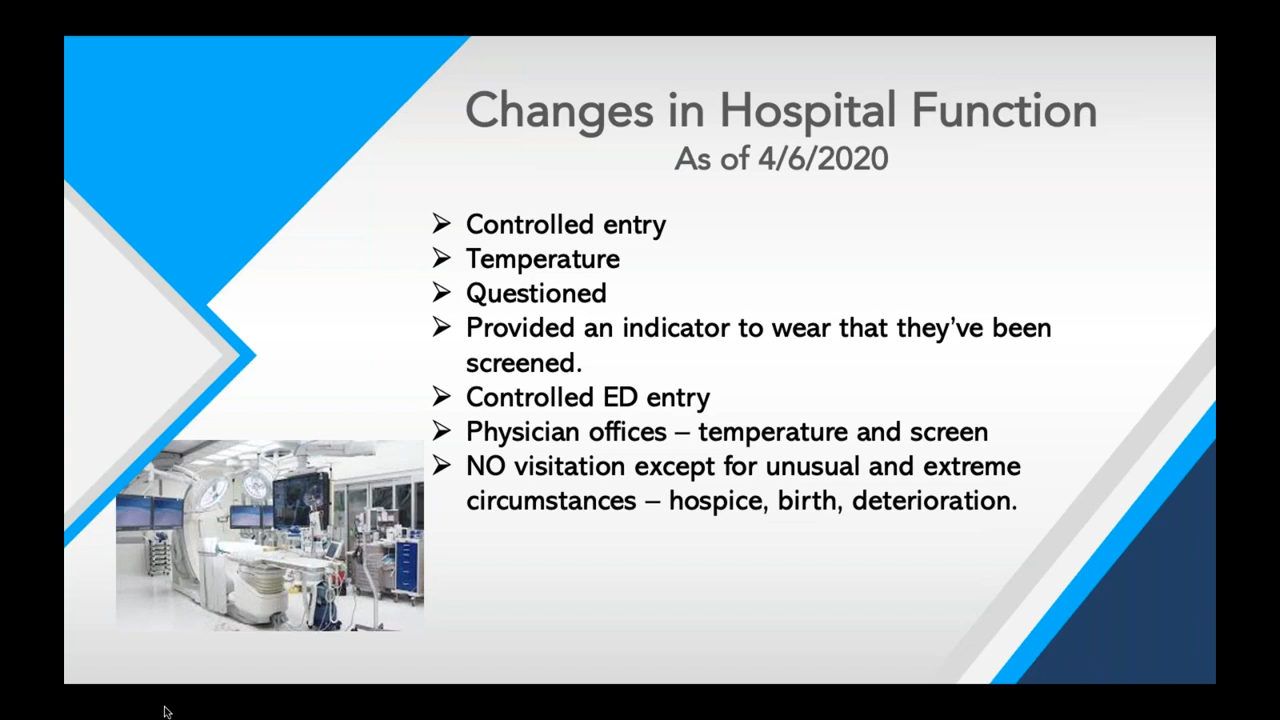 Changes in Hospital Function
As of 4/6/2020
➢ Controlled entry
➢ Temperature
➢ Questioned
➢ Provided an indicator to wear that they’ve been
screened.
➢ Controlled ED entry
➢ Physician offices – temperature and screen
➢ NO visitation except for unusual and extreme
circumstances – hospice, birth, deterioration.